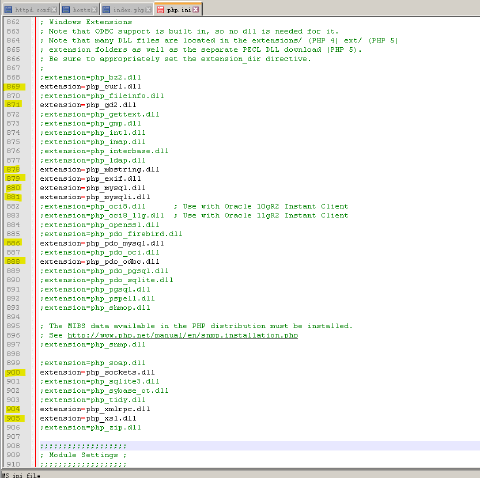 httpd.conf hosts index.php php.ini
862 ; Windows Extensions
863 ; Note that ODBC support is built in, so no dll is needed for it.
864 ; Note that many DLL files are located in the extensions/ (PHP 4) ext/ (PHP 5)
865 ; extension folders as well as the separate PECL DLL download (PHP 5).
866 ; Be sure to appropriately set the extension_dir directive.
867 ;
868 ;extension=php_bz2.dll
869 extension=php_curl.dll
870 ;extension=php_fileinfo.dll
871 extension=php_gd2.dll
872 ;extension=php_gettext.dll
873 ;extension=php_gmp.dll
874 ;extension=php_intl.dll
875 ;extension=php_imap.dll
876 ;extension=php_interbase.dll
877 ;extension=php_ldap.dll
878 extension=php_mbstring.dll
879 extension=php_exif.dll
880 extension=php_mysql.dll
881 extension=php_mysqli.dll
882 ;extension=php_oci8.dll ; Use with Oracle 10gR2 Instant Client
883 ;extension=php_oci8_11g.dll ; Use with Oracle 11gR2 Instant Client
884 ;extension=php_openssl.dll
885 ;extension=php_pdo_firebird.dll
886 extension=php_pdo_mysql.dll
887 ;extension=php_pdo_oci.dll
888 extension=php_pdo_odbc.dll
889 ;extension=php_pdo_pgsql.dll
890 ;extension=php_pdo_sqlite.dll
891 ;extension=php_pgsql.dll
892 ;extension=php_pspell.dll
893 ;extension=php_shmop.dll
894
895 ; The MIBS data available in the PHP distribution must be installed.
896 ; See http://www.php.net/manual/en/snmp.installation.php
897 ;extension=php_snmp.dll
898
899 ;extension=php_soap.dll
900 extension=php_sockets.dll
901 ;extension=php_sqlite3.dll
902 ;extension=php_sybase_ct.dll
903 ;extension=php_tidy.dll
904 extension=php_xmlrpc.dll
905 extension=php_xsl.dll
906 ;extension=php_zip.dll
907
908 ;;;;;;;;;;;;;;;;;;;
909 ; Module Settings ;
910 ;;;;;;;;;;;;;;;;;;;
MS ini file